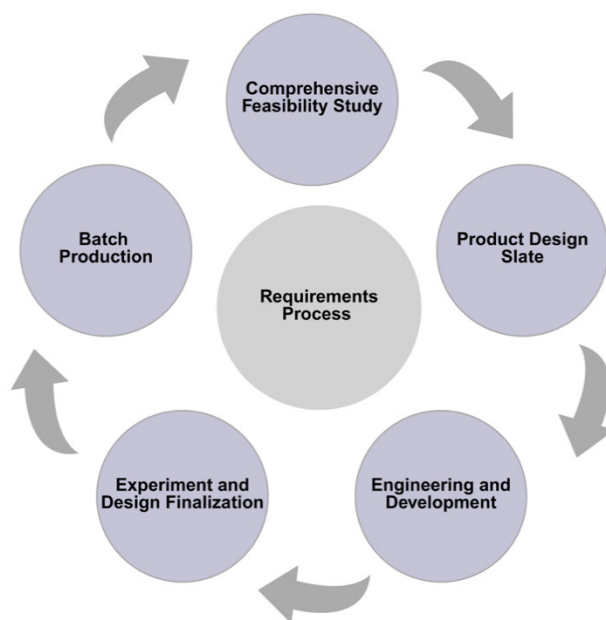 Comprehensive
Feasibility Study
Product Design
Slate
Engineering and
Development
Experiment and
Design Finalization
Batch
Production
Requirements
Process